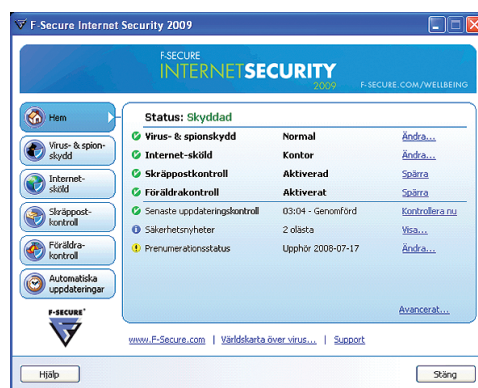 F-Secure Internet Security 2009
F-SECURE
INTERNETSECURITY
2009
F-SECURE.COM/WELLBEING
Hem
Virus- & spion-
skydd
Internet-
sköld
Skräppost-
kontroll
Föräldra-
kontroll
Automatiska
uppdateringar
F-SECURE®
Status: Skyddad
Virus- & spionskydd Normal Ändra...
Internet-sköld Kontor Ändra...
Skräppostkontroll Aktiverad Spärra
Föräldrakontroll Aktiverat Spärra
Senaste uppdateringskontroll 03:04 - Genomförd Kontrollera nu
Säkerhetsnyheter 2 olästa Visa...
Prenumerationsstatus Upphör 2008-07-17 Ändra...
Avancerat...
www.F-Secure.com | Världskarta över virus... | Support
Hjälp Stäng